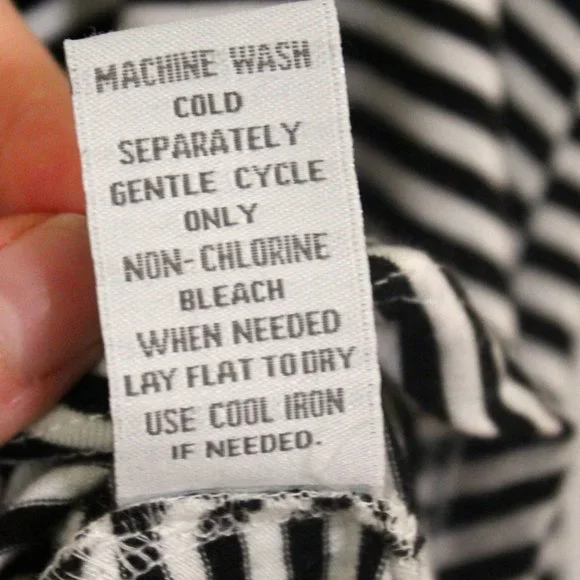 MACHINE WASH
COLD
SEPARATELY
GENTLE CYCLE
ONLY
NON-CHLORINE
BLEACH
WHEN NEEDED
LAY FLAT TO DRY
USE COOL IRON
IF NEEDED.